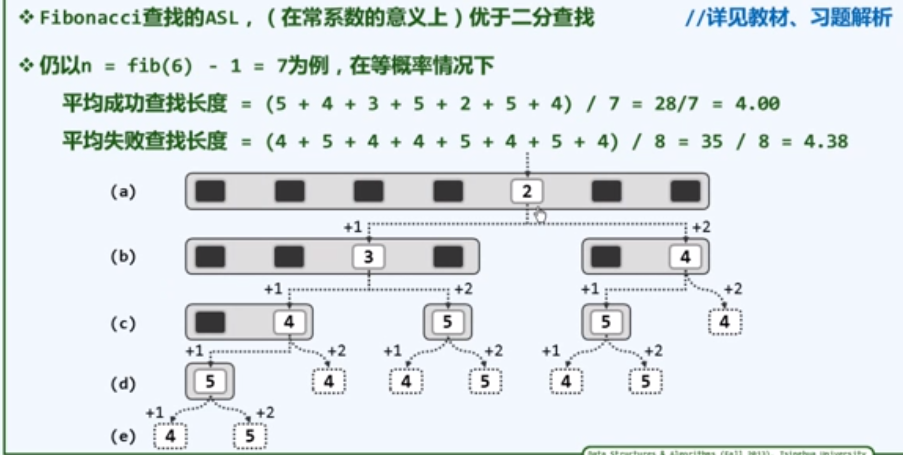 ❖ Fibonacci查找的ASL，（在常系数的意义上）优于二分查找 //详见教材、习题解析
❖ 仍以n = fib(6) - 1 = 7为例，在等概率情况下
平均成功查找长度 = (5 + 4 + 3 + 5 + 2 + 5 + 4) / 7 = 28/7 = 4.00
平均失败查找长度 = (4 + 5 + 4 + 4 + 5 + 4 + 5 + 4) / 8 = 35 / 8 = 4.38
(a) 2
+1 +2
(b) 3 4
+1 +2 +1 +2
(c) 4 5 5 4
+1 +2 +1 +2 +1 +2
(d) 5 4 4 5 4 5
+1 +2
(e) 4 5
Data Structures & Algorithms (Fall 2013), Tsinghua University